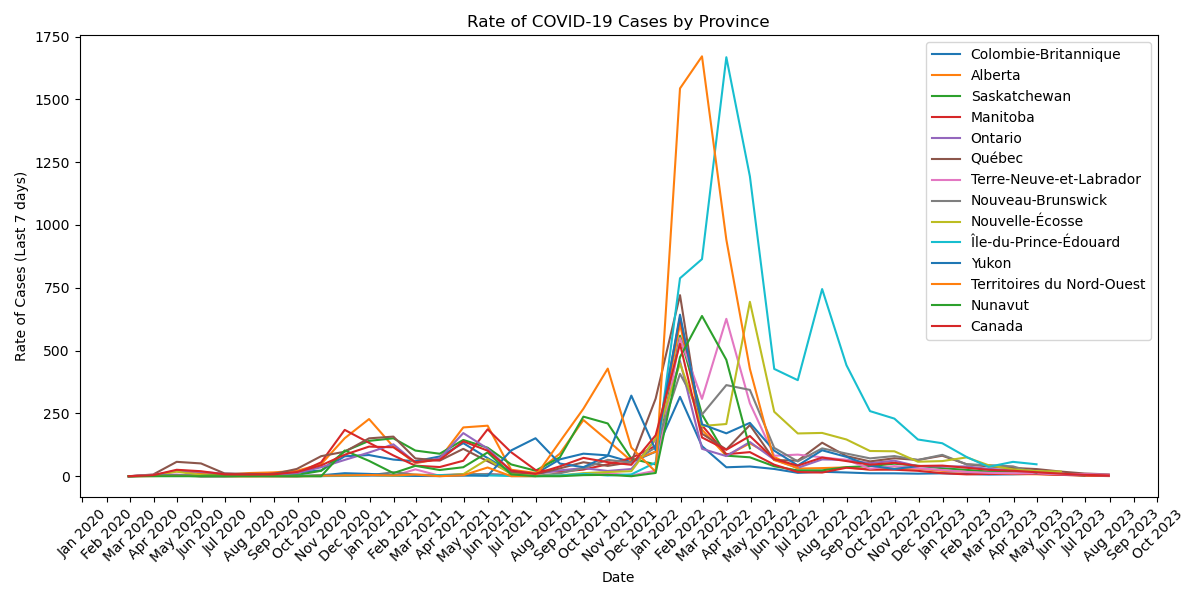 Rate of COVID-19 Cases by Province
Rate of Cases (Last 7 days)
1750
1500
1250
1000
750
500
250
0
Colombie-Britannique
Alberta
Saskatchewan
Manitoba
Ontario
Québec
Terre-Neuve-et-Labrador
Nouveau-Brunswick
Nouvelle-Écosse
Île-du-Prince-Édouard
Yukon
Territoires du Nord-Ouest
Nunavut
Canada
Jan 2020
Feb 2020
Mar 2020
Apr 2020
May 2020
Jun 2020
Jul 2020
Aug 2020
Sep 2020
Oct 2020
Nov 2020
Dec 2020
Jan 2021
Feb 2021
Mar 2021
Apr 2021
May 2021
Jun 2021
Jul 2021
Aug 2021
Sep 2021
Oct 2021
Nov 2021
Dec 2021
Jan 2022
Feb 2022
Mar 2022
Apr 2022
May 2022
Jun 2022
Jul 2022
Aug 2022
Sep 2022
Oct 2022
Nov 2022
Dec 2022
Jan 2023
Feb 2023
Mar 2023
Apr 2023
May 2023
Jun 2023
Jul 2023
Aug 2023
Sep 2023
Oct 2023
Date